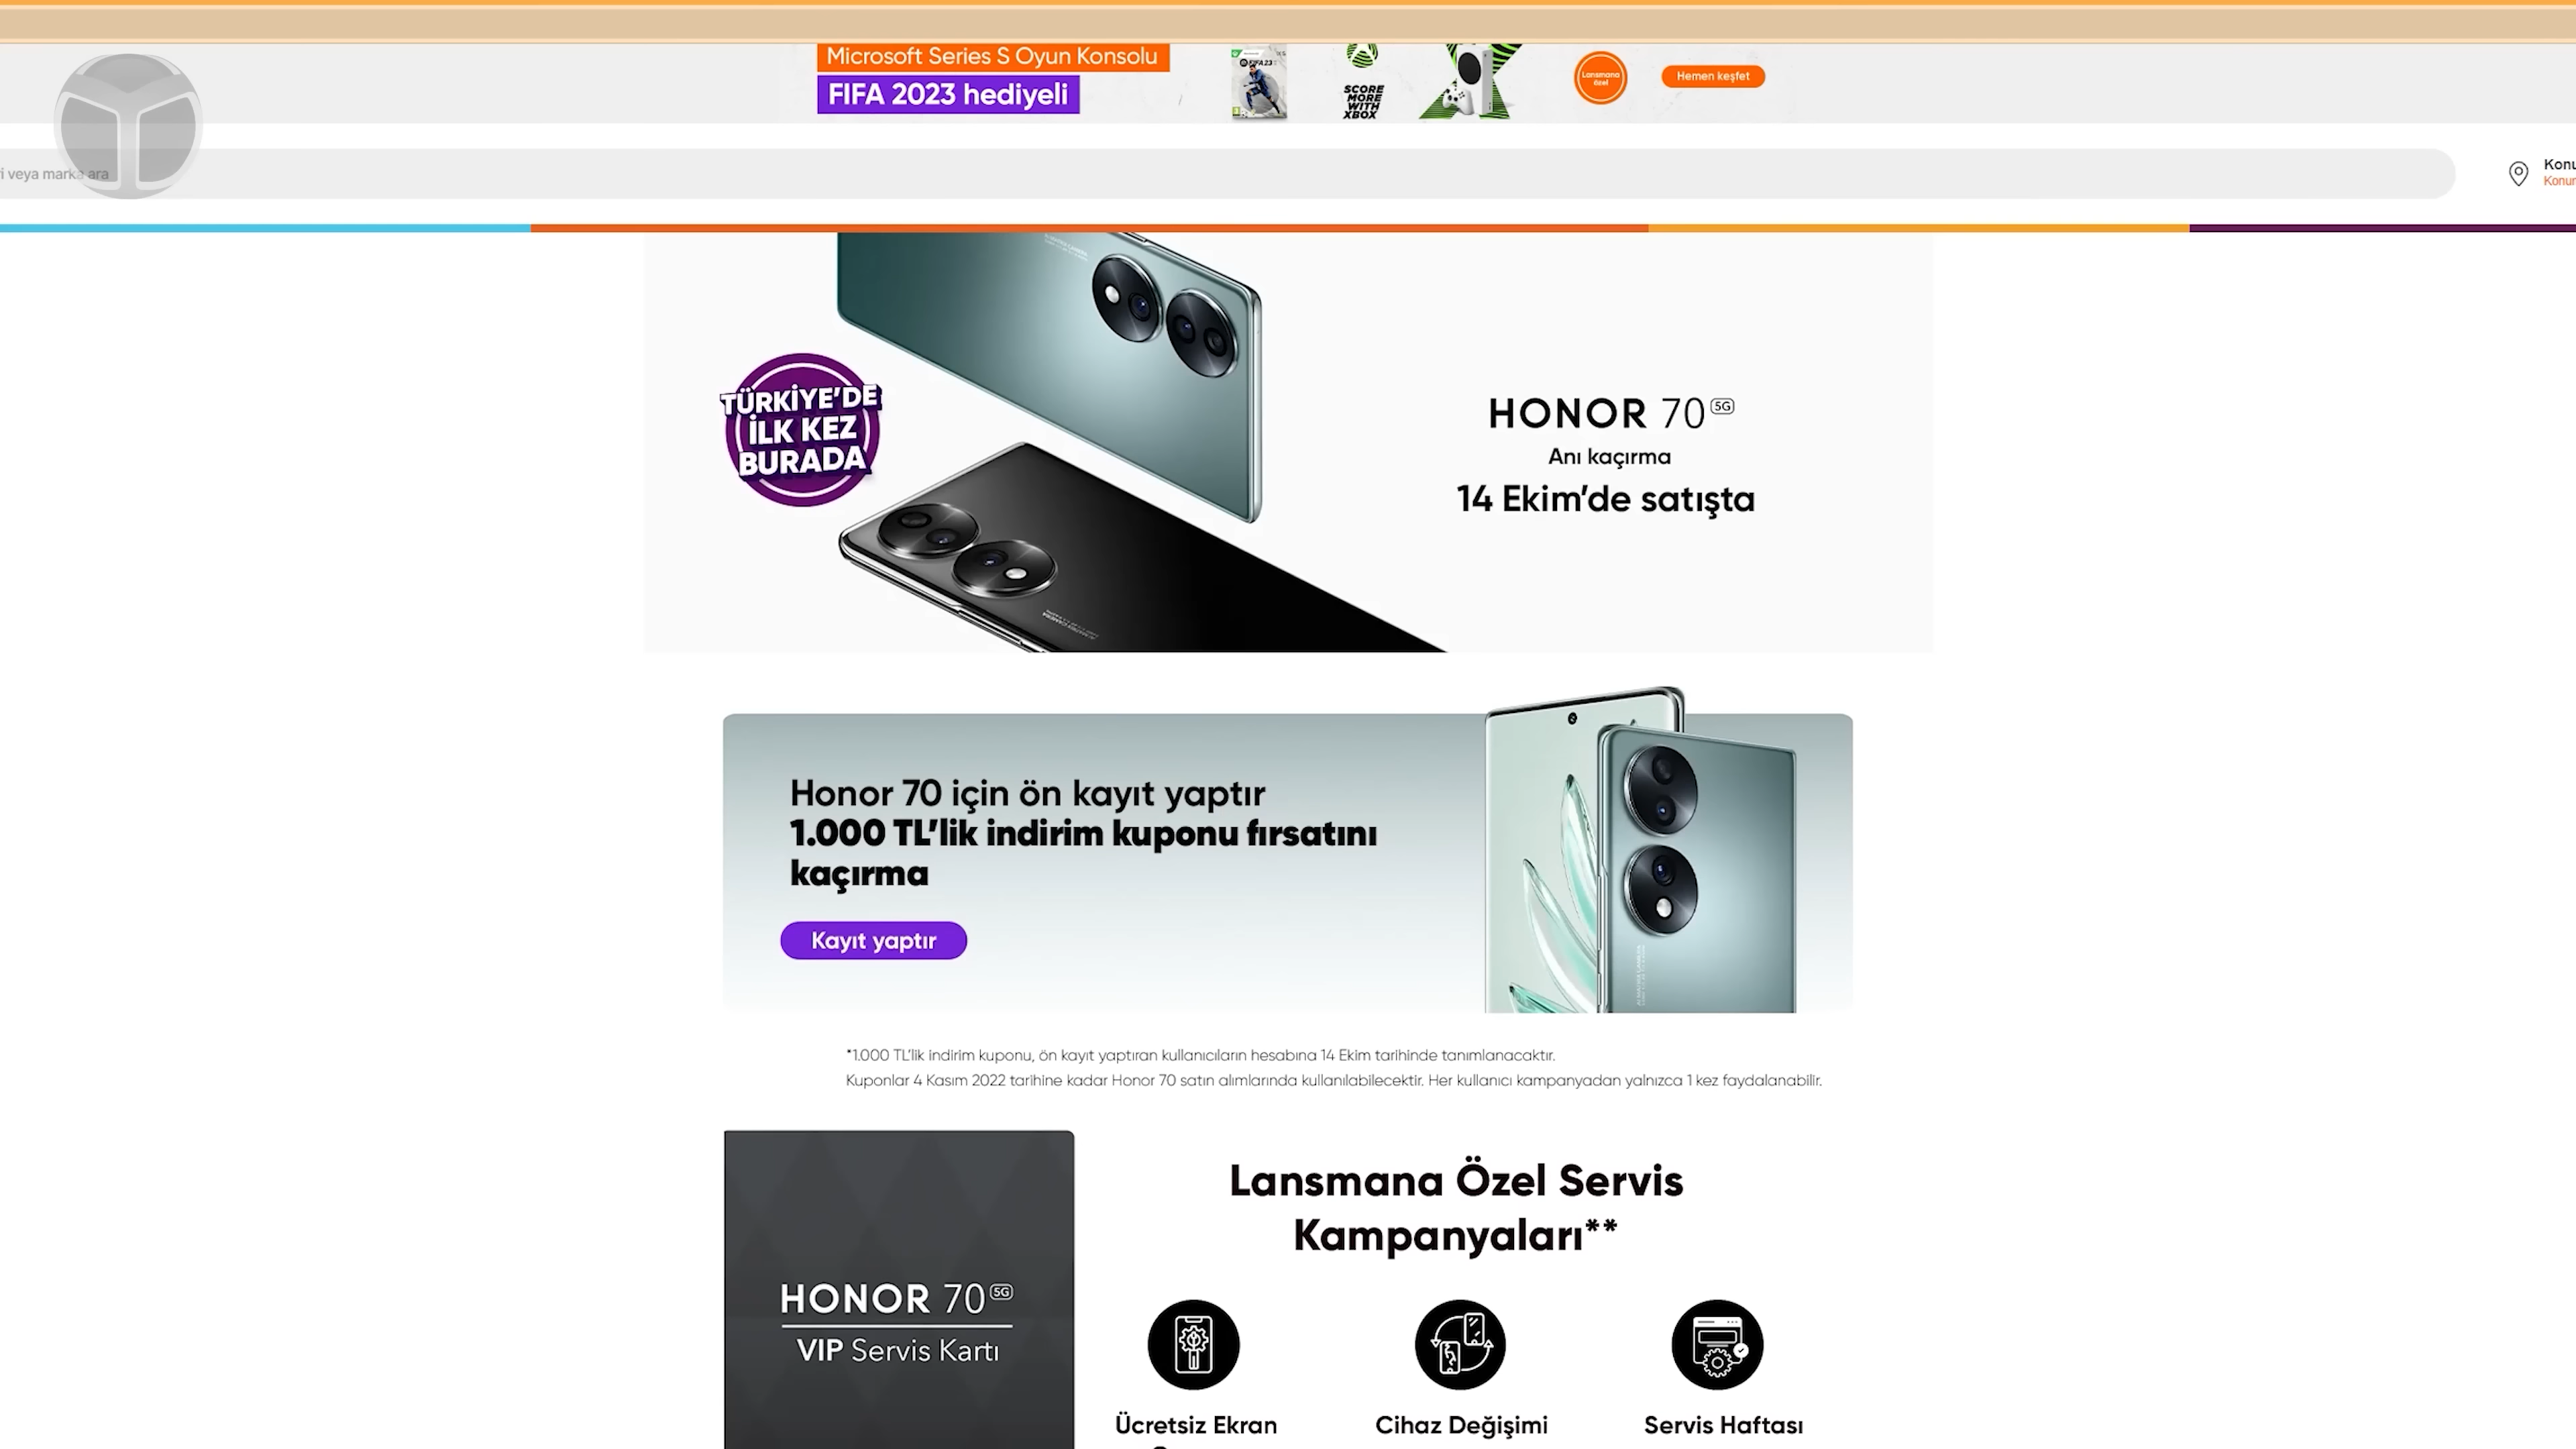 Microsoft Series S Oyun Konsolu
FIFA 2023 hediyeli
FIFA 23
SCORE
MORE
WITH
XBOX
Lansmana
özel
Hemen keşfet
veya marka ara
TÜRKİYE'DE
İLK KEZ
BURADA
HONOR 70 5G
Anı kaçırma
14 Ekim'de satışta
Honor 70 için ön kayıt yaptır
1.000 TL'lik indirim kuponu fırsatını
kaçırma
Kayıt yaptır
*1.000 TL'lik indirim kuponu, ön kayıt yaptıran kullanıcıların hesabına 14 Ekim tarihinde tanımlanacaktır.
Kuponlar 4 Kasım 2022 tarihine kadar Honor 70 satın alımlarında kullanılabilecektir. Her kullanıcı kampanyadan yalnızca 1 kez faydalanabilir.
HONOR 70 5G
VIP Servis Kartı
Lansmana Özel Servis
Kampanyaları**
Ücretsiz Ekran
Cihaz Değişimi
Servis Haftası